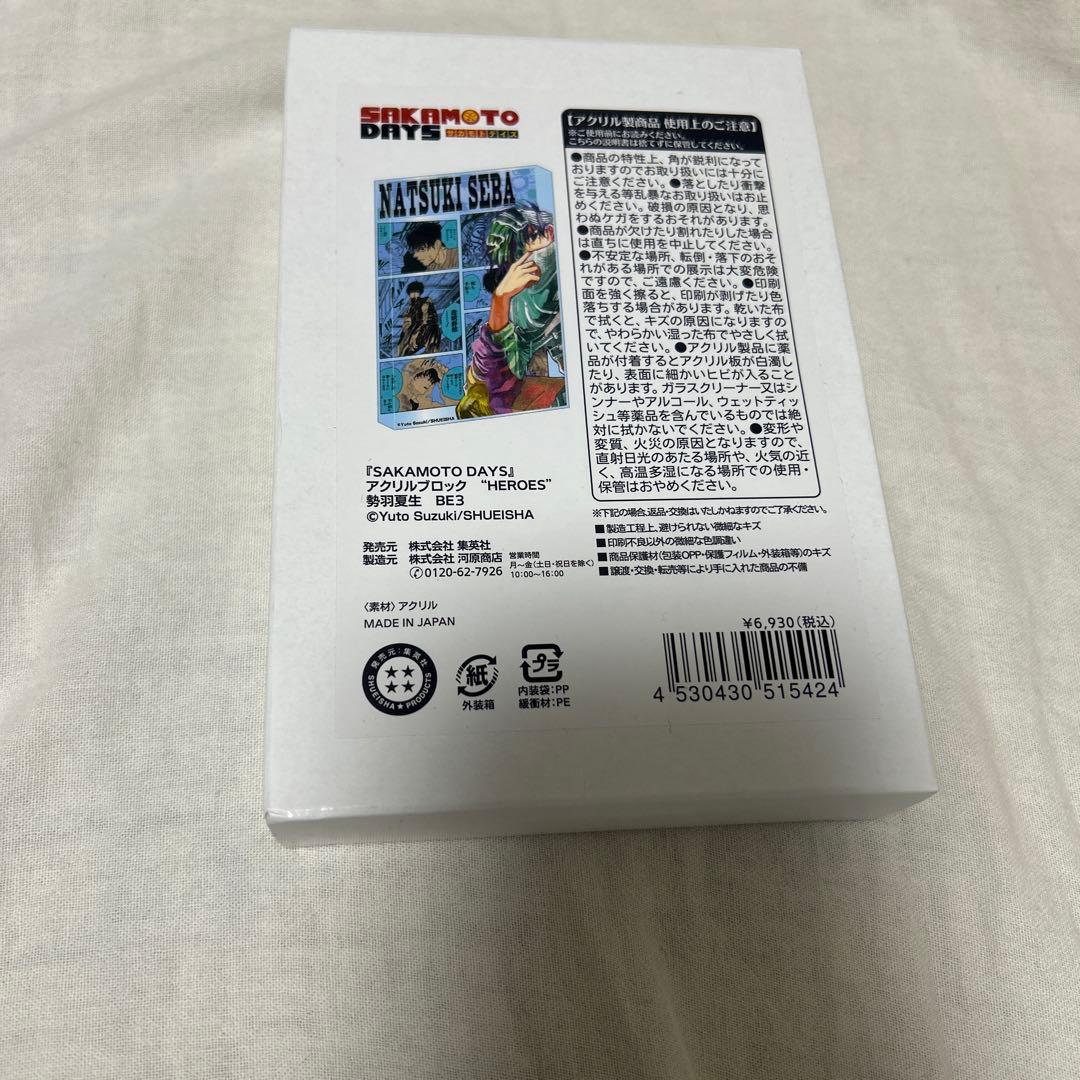 SAKAMOTO
DAYS サカモトデイズ
NATSUKI SEBA
©Yuto Suzuki/SHUEISHA
『SAKAMOTO DAYS』
アクリルブロック “HEROES”
勢羽夏生 BE3
©Yuto Suzuki/SHUEISHA
発売元 株式会社 集英社
製造元 株式会社 河原商店
0120-62-7926
営業時間
月〜金(土日・祝日を除く)
10:00〜16:00
〈素材〉アクリル
MADE IN JAPAN
発売元:集英社
SHUEISHA★PRODUCTS
紙
外装箱
プラ
内装袋:PP
緩衝材:PE
【アクリル製商品 使用上のご注意】
※ご使用前にお読みください。
こちらの説明書は捨てずに保管してください。
●商品の特性上、角が鋭利になって
おりますのでお取り扱いには十分に
ご注意ください。●落としたり衝撃
を与える等乱暴なお取り扱いはお止
めください。破損の原因となり、思
わぬケガをするおそれがあります。
●商品が欠けたり割れたりした場合
は直ちに使用を中止してください。
●不安定な場所、転倒・落下のおそ
れがある場所での展示は大変危険
ですので、ご遠慮ください。●印刷
面を強く擦ると、印刷が剥げたり色
落ちする場合があります。乾いた布
で拭くと、キズの原因になりますの
で、やわらかい湿った布でやさしく拭
いてください。●アクリル製品に薬
品が付着するとアクリル板が白濁し
たり、表面に細かいヒビが入ること
があります。ガラスクリーナー又はシ
ンナーやアルコール、ウェットティッ
シュ等薬品を含んでいるものでは絶
対に拭かないでください。●変形や
変質、火災の原因となりますので、
直射日光のあたる場所や、火気の近
く、高温多湿になる場所での使用・
保管はおやめください。
※下記の場合、返品・交換はいたしかねますのでご了承ください。
■製造工程上、避けられない微細なキズ
■印刷不良以外の微細な色調違い
■商品保護材(包装OPP・保護フィルム・外装箱等)のキズ
■譲渡・交換・転売等により手に入れた商品の不備
¥6,930(税込)
4 530430 515424